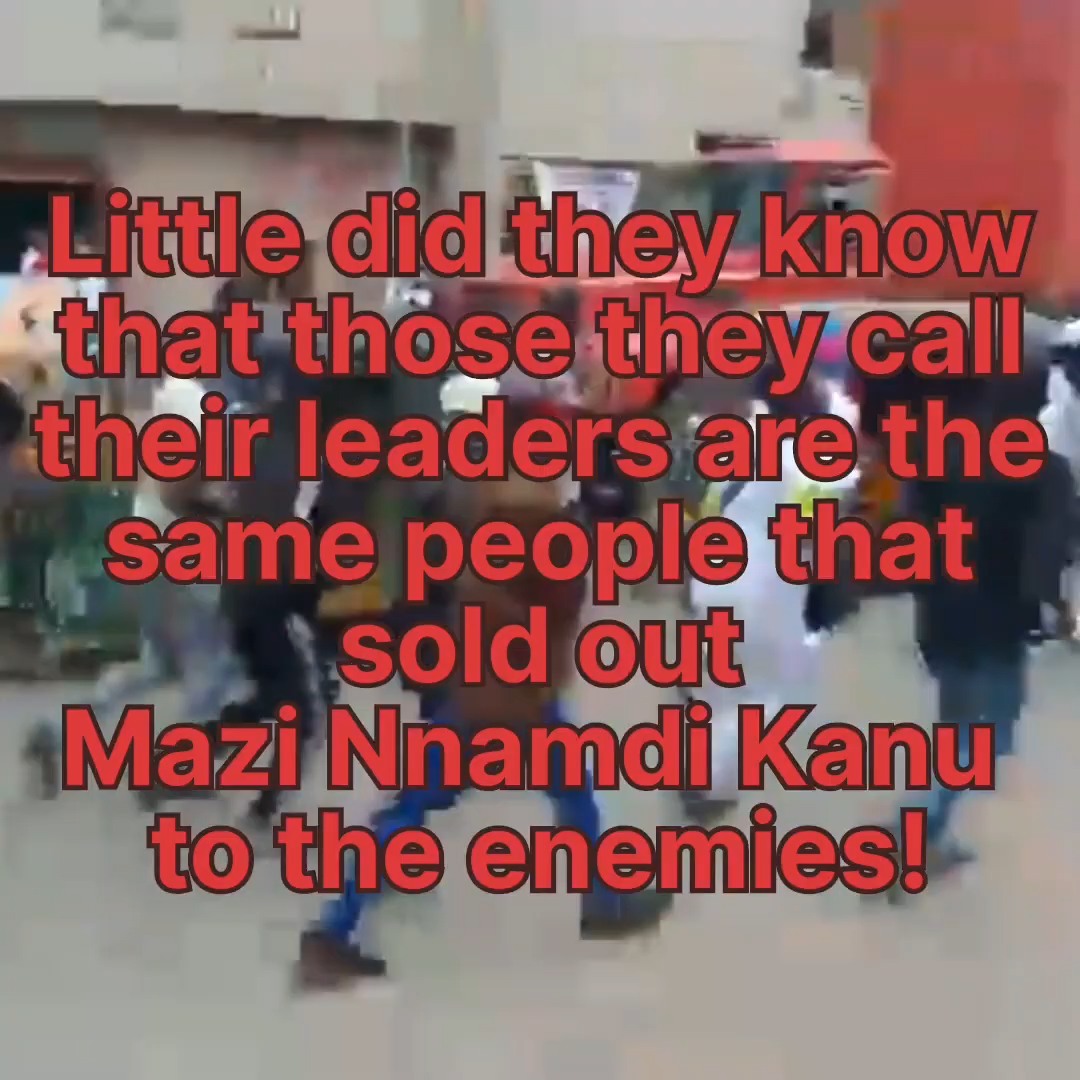 Little did they know
that those they call
their leaders are the
same people that
sold out
Mazi Nnamdi Kanu
to the enemies!